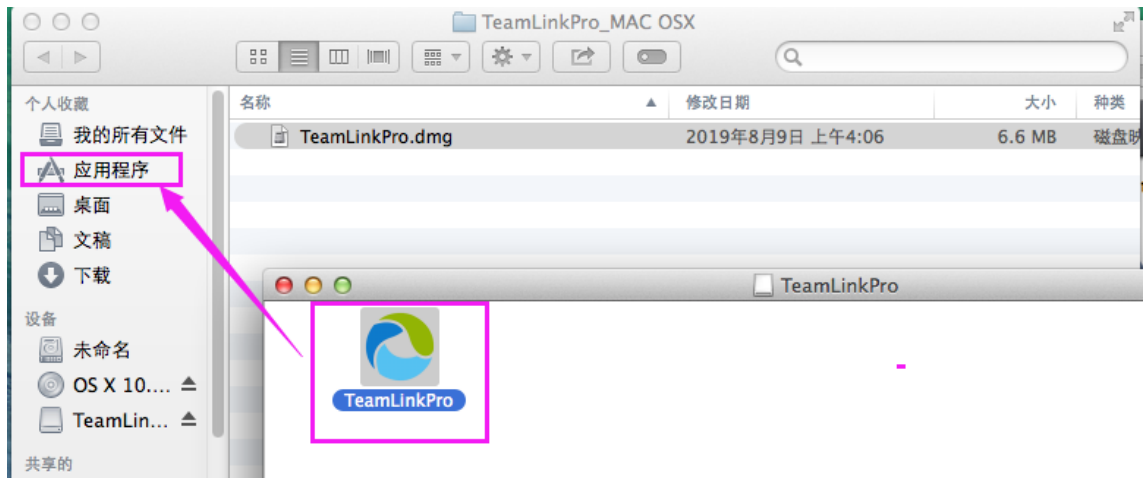 TeamLinkPro_MAC OSX
个人收藏
我的所有文件
应用程序
桌面
文稿
下载
设备
未命名
OS X 10....
TeamLin...
共享的
名称 修改日期 大小 种类
TeamLinkPro.dmg 2019年8月9日 上午4:06 6.6 MB 磁盘映
TeamLinkPro
TeamLinkPro